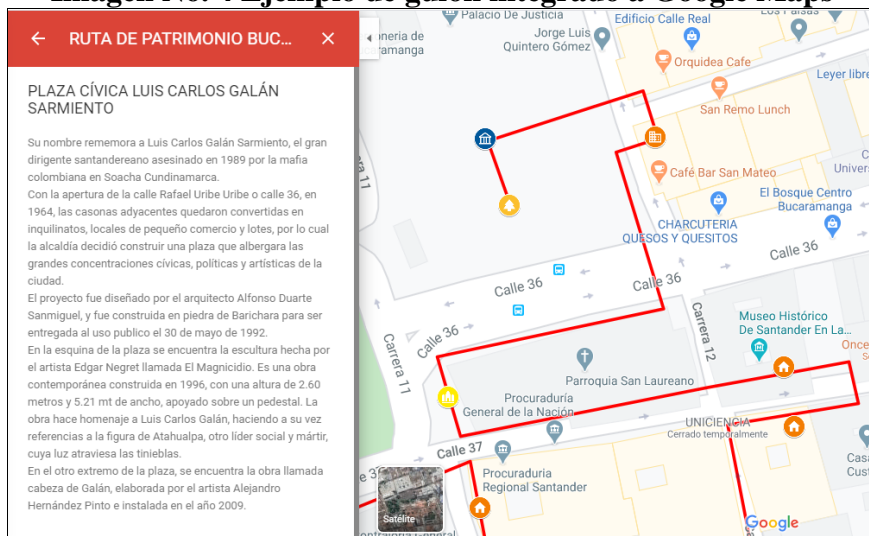 Imagen No. 4 Ejemplo de guion integrado a Google Maps
RUTA DE PATRIMONIO BUC...
PLAZA CÍVICA LUIS CARLOS GALÁN
SARMIENTO
Su nombre rememora a Luis Carlos Galán Sarmiento, el gran
dirigente santandereano asesinado en 1989 por la mafia
colombiana en Soacha Cundinamarca.
Con la apertura de la calle Rafael Uribe Uribe o calle 36, en
1964, las casonas adyacentes quedaron convertidas en
inquilinatos, locales de pequeño comercio y lotes, por lo cual
la alcaldía decidió construir una plaza que albergara las
grandes concentraciones cívicas, políticas y artísticas de la
ciudad.
El proyecto fue diseñado por el arquitecto Alfonso Duarte
Sanmiguel, y fue construida en piedra de Barichara para ser
entregada al uso publico el 30 de mayo de 1992.
En la esquina de la plaza se encuentra la escultura hecha por
el artista Edgar Negret llamada El Magnicidio. Es una obra
contemporánea construida en 1996, con una altura de 2.60
metros y 5.21 mt de ancho, apoyado sobre un pedestal. La
obra hace homenaje a Luis Carlos Galán, haciendo a su vez
referencias a la figura de Atahualpa, otro líder social y mártir,
cuya luz atraviesa las tinieblas.
En el otro extremo de la plaza, se encuentra la obra llamada
cabeza de Galán, elaborada por el artista Alejandro
Hernández Pinto e instalada en el año 2009.
Palacio De Justicia
oneria de
caramanga
Jorge Luis
Quintero Gómez
Edificio Calle Real
Orquidea Cafe
Leyer libre
San Remo Lunch
Café Bar San Mateo
Univers
El Bosque Centro
Bucaramanga
CHARCUTERIA
QUESOS Y QUESITOS
Carrera 11
Calle 36
Calle 36
Calle 36
Calle 36
Carrera 11
Carrera 12
Museo Histórico
De Santander En La...
Once
Parroquia San Laureano
Procuraduría
General de la Nación
UNICIENCIA
Cerrado temporalmente
Calle 37
Procuraduria
Regional Santander
Casa
Cust
Satélite
Google